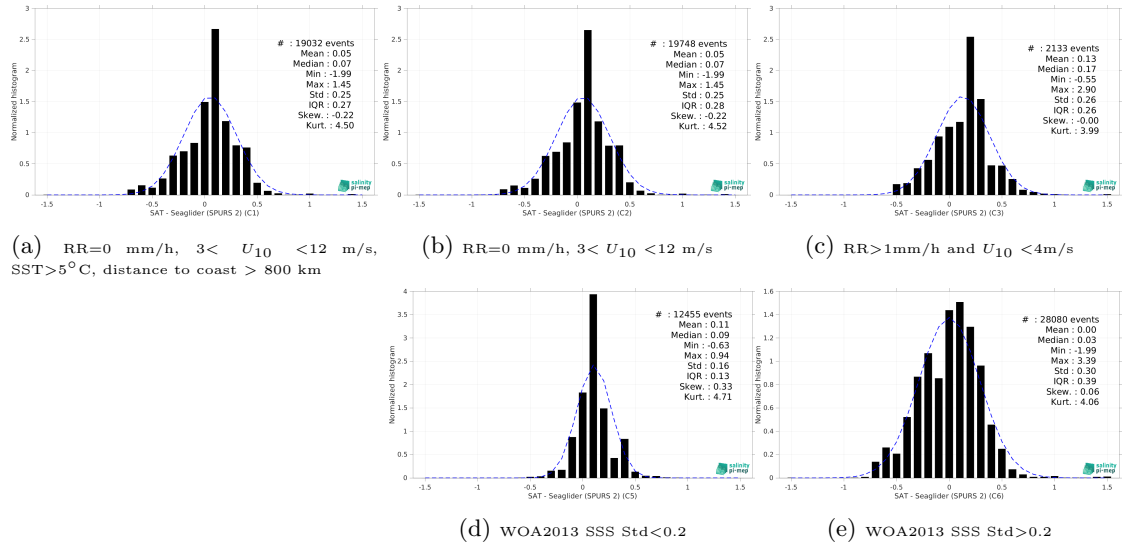 3
2.5
2
1.5
1
0.5
0
Normalized histogram
-1.5 -1 -0.5 0 0.5 1 1.5
SAT - Seaglider (SPURS 2) (C1)
# : 19032 events
Mean : 0.05
Median : 0.07
Min : -1.99
Max : 1.45
Std : 0.25
IQR : 0.27
Skew. : -0.22
Kurt. : 4.50
salinity
pi-mep
(a) RR=0 mm/h, 3< U10 <12 m/s,
SST>5°C, distance to coast > 800 km
3
2.5
2
1.5
1
0.5
0
Normalized histogram
-1.5 -1 -0.5 0 0.5 1 1.5
SAT - Seaglider (SPURS 2) (C2)
# : 19748 events
Mean : 0.05
Median : 0.07
Min : -1.99
Max : 1.45
Std : 0.25
IQR : 0.28
Skew. : -0.22
Kurt. : 4.52
salinity
pi-mep
(b) RR=0 mm/h, 3< U10 <12 m/s
3
2.5
2
1.5
1
0.5
0
Normalized histogram
-1.5 -1 -0.5 0 0.5 1 1.5
SAT - Seaglider (SPURS 2) (C3)
# : 2133 events
Mean : 0.13
Median : 0.17
Min : -0.55
Max : 2.90
Std : 0.26
IQR : 0.26
Skew. : -0.00
Kurt. : 3.99
salinity
pi-mep
(c) RR>1mm/h and U10 <4m/s
4
3.5
3
2.5
2
1.5
1
0.5
0
Normalized histogram
-1.5 -1 -0.5 0 0.5 1 1.5
SAT - Seaglider (SPURS 2) (C5)
# : 12455 events
Mean : 0.11
Median : 0.09
Min : -0.63
Max : 0.94
Std : 0.16
IQR : 0.13
Skew. : 0.33
Kurt. : 4.71
salinity
pi-mep
(d) WOA2013 SSS Std<0.2
1.6
1.4
1.2
1
0.8
0.6
0.4
0.2
0
Normalized histogram
-1.5 -1 -0.5 0 0.5 1 1.5
SAT - Seaglider (SPURS 2) (C6)
# : 28080 events
Mean : 0.00
Median : 0.03
Min : -1.99
Max : 3.39
Std : 0.30
IQR : 0.39
Skew. : 0.06
Kurt. : 4.06
salinity
pi-mep
(e) WOA2013 SSS Std>0.2